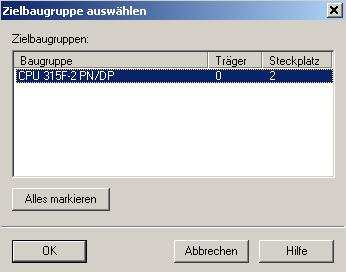 Zielbaugruppe auswählen
Zielbaugruppen:
Baugruppe Träger Steckplatz
CPU 315F-2 PN/DP 0 2
Alles markieren
OK Abbrechen Hilfe